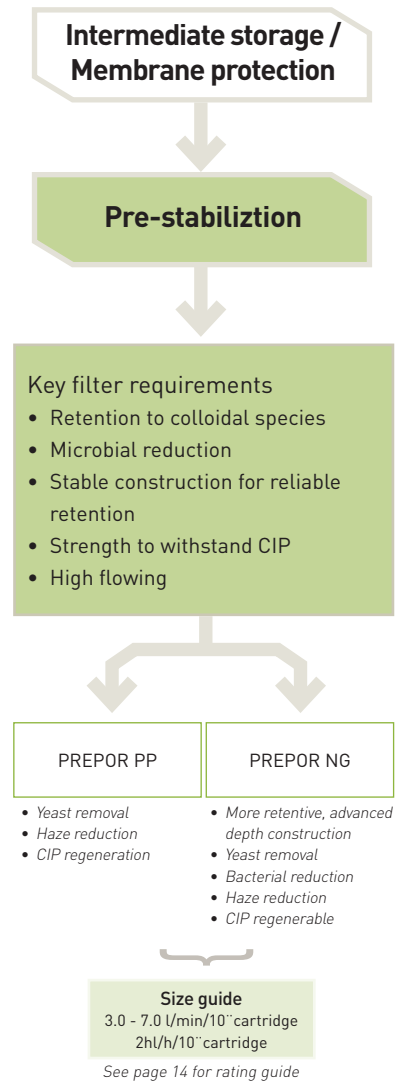 Intermediate storage /
Membrane protection
Pre-stabiliztion
Key filter requirements
• Retention to colloidal species
• Microbial reduction
• Stable construction for reliable
retention
• Strength to withstand CIP
• High flowing
PREPOR PP
• Yeast removal
• Haze reduction
• CIP regeneration
PREPOR NG
• More retentive, advanced
depth construction
• Yeast removal
• Bacterial reduction
• Haze reduction
• CIP regenerable
Size guide
3.0 - 7.0 l/min/10¨cartridge
2hl/h/10¨cartridge
See page 14 for rating guide